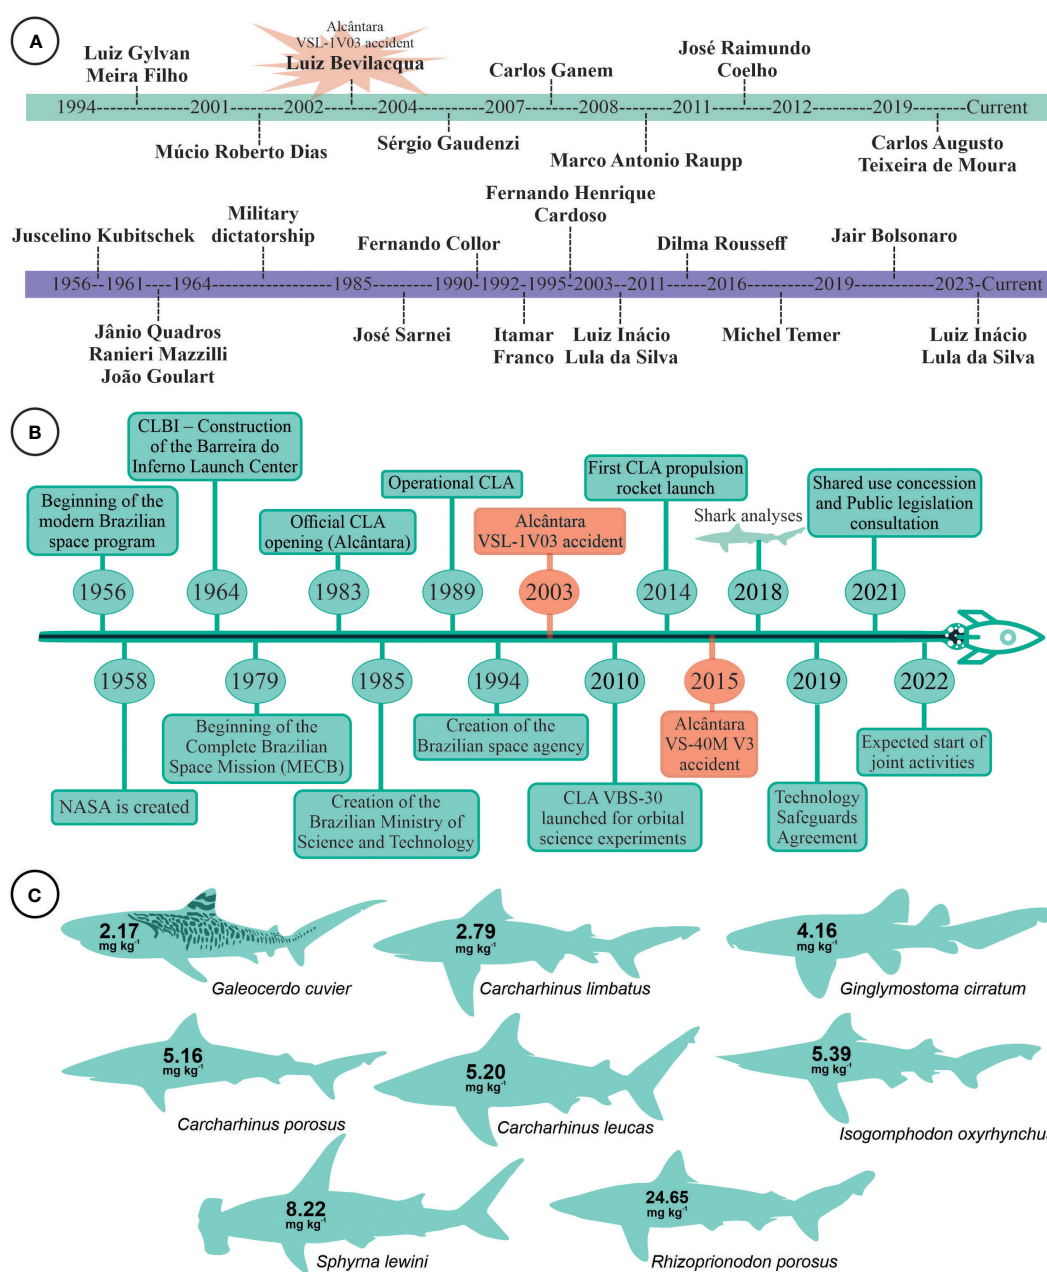 A
Alcântara
VSL-1V03 accident
Luiz Bevilacqua
Luiz Gylvan
Meira Filho
Carlos Ganem
José Raimundo
Coelho
1994 2001 2002 2004 2007 2008 2011 2012 2019 Current
Múcio Roberto Dias
Sérgio Gaudenzi
Marco Antonio Raupp
Carlos Augusto
Teixeira de Moura
Juscelino Kubitschek
Military
dictatorship
Fernando Collor
Fernando Henrique
Cardoso
Dilma Rousseff
Jair Bolsonaro
1956 1961 1964 1985 1990 1992 1995 2003 2011 2016 2019 2023 Current
Jânio Quadros
Ranieri Mazzilli
João Goulart
José Sarnei
Itamar
Franco
Luiz Inácio
Lula da Silva
Michel Temer
Luiz Inácio
Lula da Silva
B
Beginning of the
modern Brazilian
space program
CLBI – Construction
of the Barreira do
Inferno Launch Center
Official CLA
opening (Alcântara)
Operational CLA
Alcântara
VSL-1V03 accident
First CLA propulsion
rocket launch
Shark analyses
Shared use concession
and Public legislation
consultation
1956
1964
1983
1989
2003
2014
2018
2021
1958
1979
1985
1994
2010
2015
2019
2022
NASA is created
Beginning of the
Complete Brazilian
Space Mission (MECB)
Creation of the
Brazilian Ministry of
Science and Technology
Creation of the
Brazilian space agency
CLA VBS-30
launched for orbital
science experiments
Alcântara
VS-40M V3
accident
Technology
Safeguards
Agreement
Expected start of
joint activities
C
2.17
mg kg⁻¹
Galeocerdo cuvier
2.79
mg kg⁻¹
Carcharhinus limbatus
4.16
mg kg⁻¹
Ginglymostoma cirratum
5.16
mg kg⁻¹
Carcharhinus porosus
5.20
mg kg⁻¹
Carcharhinus leucas
5.39
mg kg⁻¹
Isogomphodon oxyrhynchus
8.22
mg kg⁻¹
Sphyrna lewini
24.65
mg kg⁻¹
Rhizoprionodon porosus